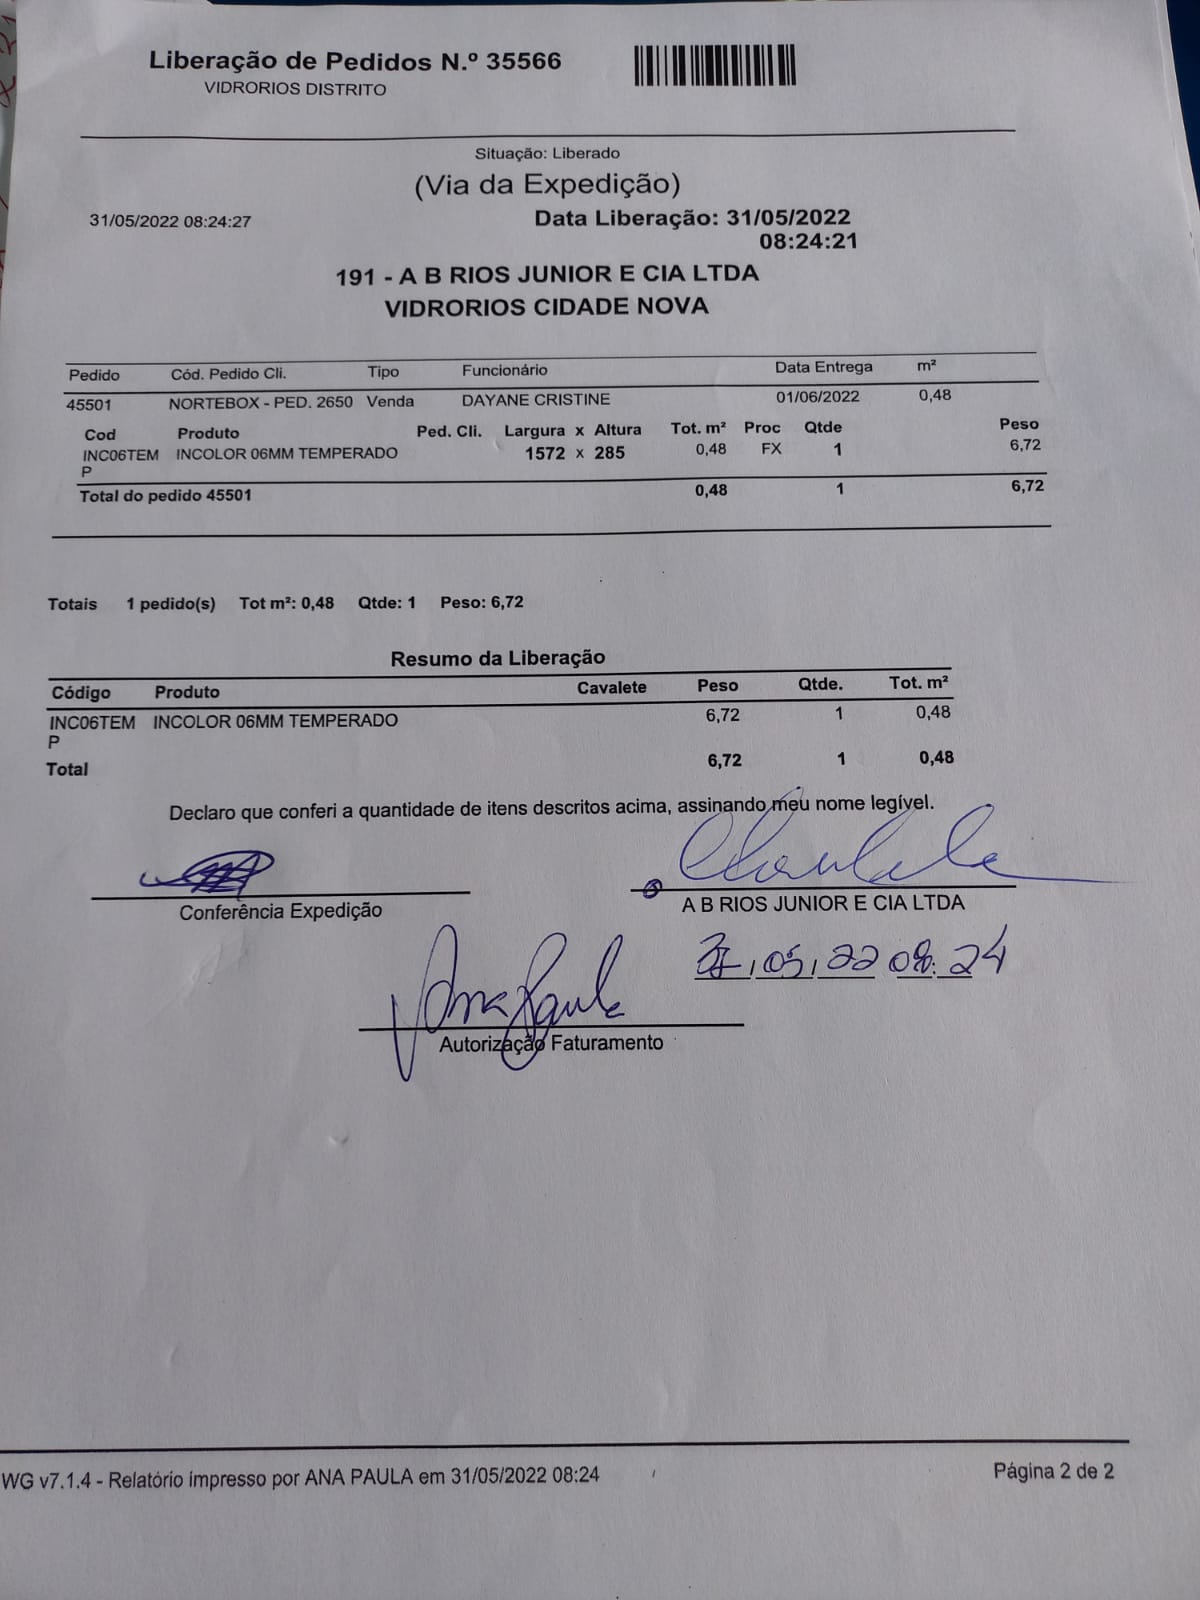 Liberação de Pedidos N.º 35566
VIDRORIOS DISTRITO
Situação: Liberado
(Via da Expedição)
31/05/2022 08:24:27
Data Liberação: 31/05/2022
08:24:21
191 - A B RIOS JUNIOR E CIA LTDA
VIDRORIOS CIDADE NOVA
Pedido Cód. Pedido Cli. Tipo Funcionário Data Entrega m²
45501 NORTEBOX - PED. 2650 Venda DAYANE CRISTINE 01/06/2022 0,48
Cod Produto Ped. Cli. Largura x Altura Tot. m² Proc Qtde Peso
INC06TEM INCOLOR 06MM TEMPERADO 1572 x 285 0,48 FX 1 6,72
P
Total do pedido 45501 0,48 1 6,72
Totais 1 pedido(s) Tot m²: 0,48 Qtde: 1 Peso: 6,72
Resumo da Liberação
Código Produto Cavalete Peso Qtde. Tot. m²
INC06TEM INCOLOR 06MM TEMPERADO 6,72 1 0,48
P
Total 6,72 1 0,48
Declaro que conferi a quantidade de itens descritos acima, assinando meu nome legível.
Conferência Expedição
A B RIOS JUNIOR E CIA LTDA
31/05/22 08:24
Ana Paula
Autorização Faturamento
WG v7.1.4 - Relatório impresso por ANA PAULA em 31/05/2022 08:24
Página 2 de 2